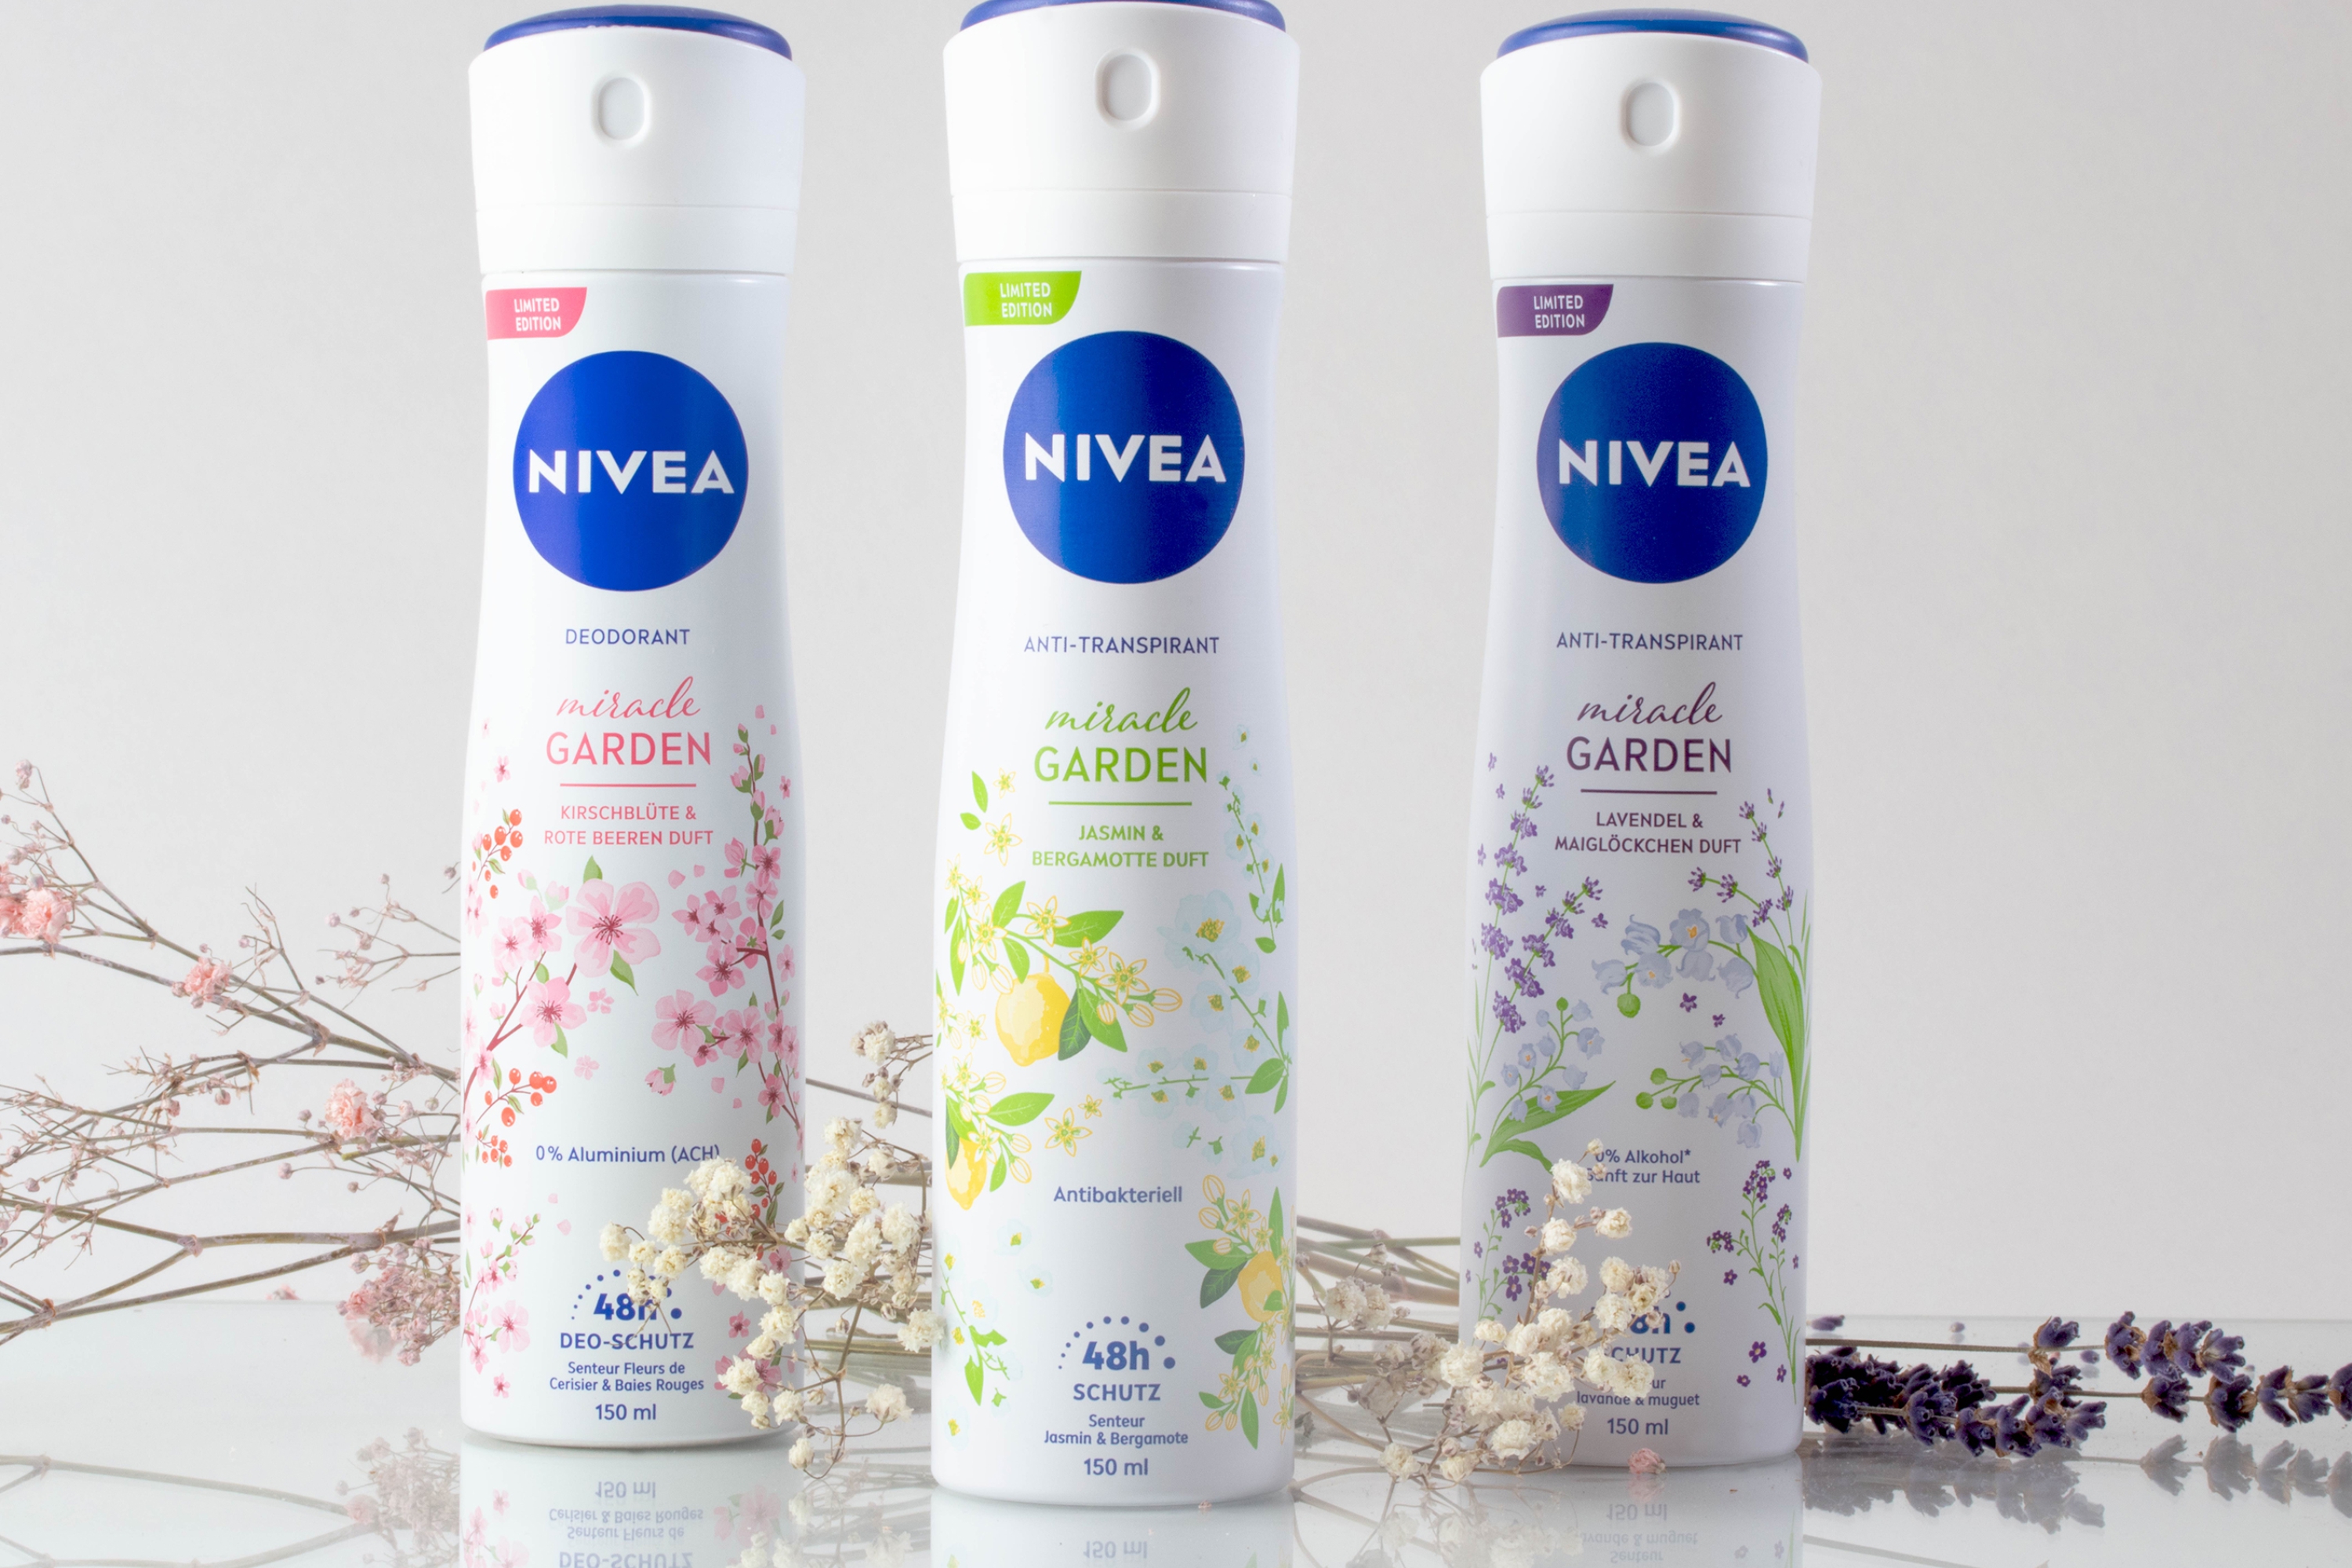 LIMITED
EDITION
NIVEA
DEODORANT
miracle
GARDEN
KIRSCHBLÜTE &
ROTE BEEREN DUFT
0% Aluminium (ACH)
48h
DEO-SCHUTZ
Senteur Fleurs de
Cerisier & Baies Rouges
150 ml
LIMITED
EDITION
NIVEA
ANTI-TRANSPIRANT
miracle
GARDEN
JASMIN &
BERGAMOTTE DUFT
Antibakteriell
48h
SCHUTZ
Senteur
Jasmin & Bergamote
150 ml
LIMITED
EDITION
NIVEA
ANTI-TRANSPIRANT
miracle
GARDEN
LAVENDEL &
MAIGLÖCKCHEN DUFT
0% Alkohol*
zur Haut
lavande & muguet
150 ml